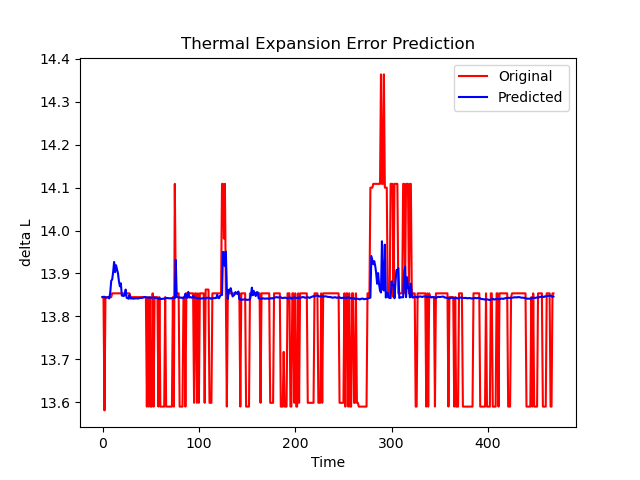 Thermal Expansion Error Prediction
Original
Predicted
14.4
14.3
14.2
14.1
14.0
13.9
13.8
13.7
13.6
delta L
0
100
200
300
400
Time